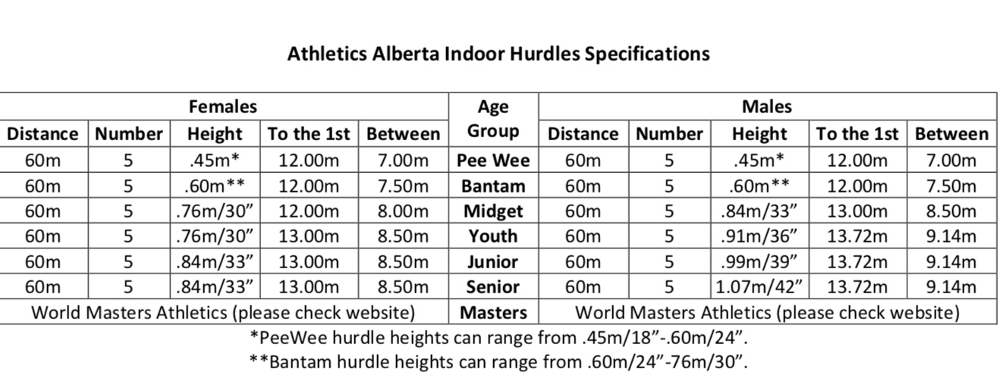 Athletics Alberta Indoor Hurdles Specifications
Females Age Group Males
Distance Number Height To the 1st Between Distance Number Height To the 1st Between
60m 5 .45m* 12.00m 7.00m Pee Wee 60m 5 .45m* 12.00m 7.00m
60m 5 .60m** 12.00m 7.50m Bantam 60m 5 .60m** 12.00m 7.50m
60m 5 .76m/30” 12.00m 8.00m Midget 60m 5 .84m/33” 13.00m 8.50m
60m 5 .76m/30” 13.00m 8.50m Youth 60m 5 .91m/36” 13.72m 9.14m
60m 5 .84m/33” 13.00m 8.50m Junior 60m 5 .99m/39” 13.72m 9.14m
60m 5 .84m/33” 13.00m 8.50m Senior 60m 5 1.07m/42” 13.72m 9.14m
World Masters Athletics (please check website) Masters World Masters Athletics (please check website)
*PeeWee hurdle heights can range from .45m/18”-.60m/24”.
**Bantam hurdle heights can range from .60m/24”-76m/30”.